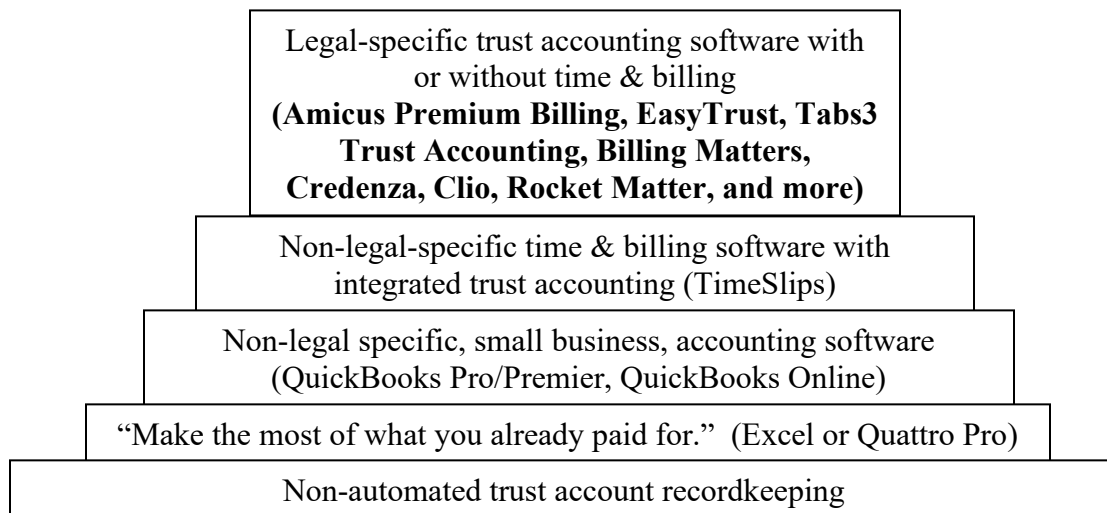 Legal-specific trust accounting software with
or without time & billing
(Amicus Premium Billing, EasyTrust, Tabs3
Trust Accounting, Billing Matters,
Credenza, Clio, Rocket Matter, and more)
Non-legal-specific time & billing software with
integrated trust accounting (TimeSlips)
Non-legal specific, small business, accounting software
(QuickBooks Pro/Premier, QuickBooks Online)
“Make the most of what you already paid for.”  (Excel or Quattro Pro)
Non-automated trust account recordkeeping